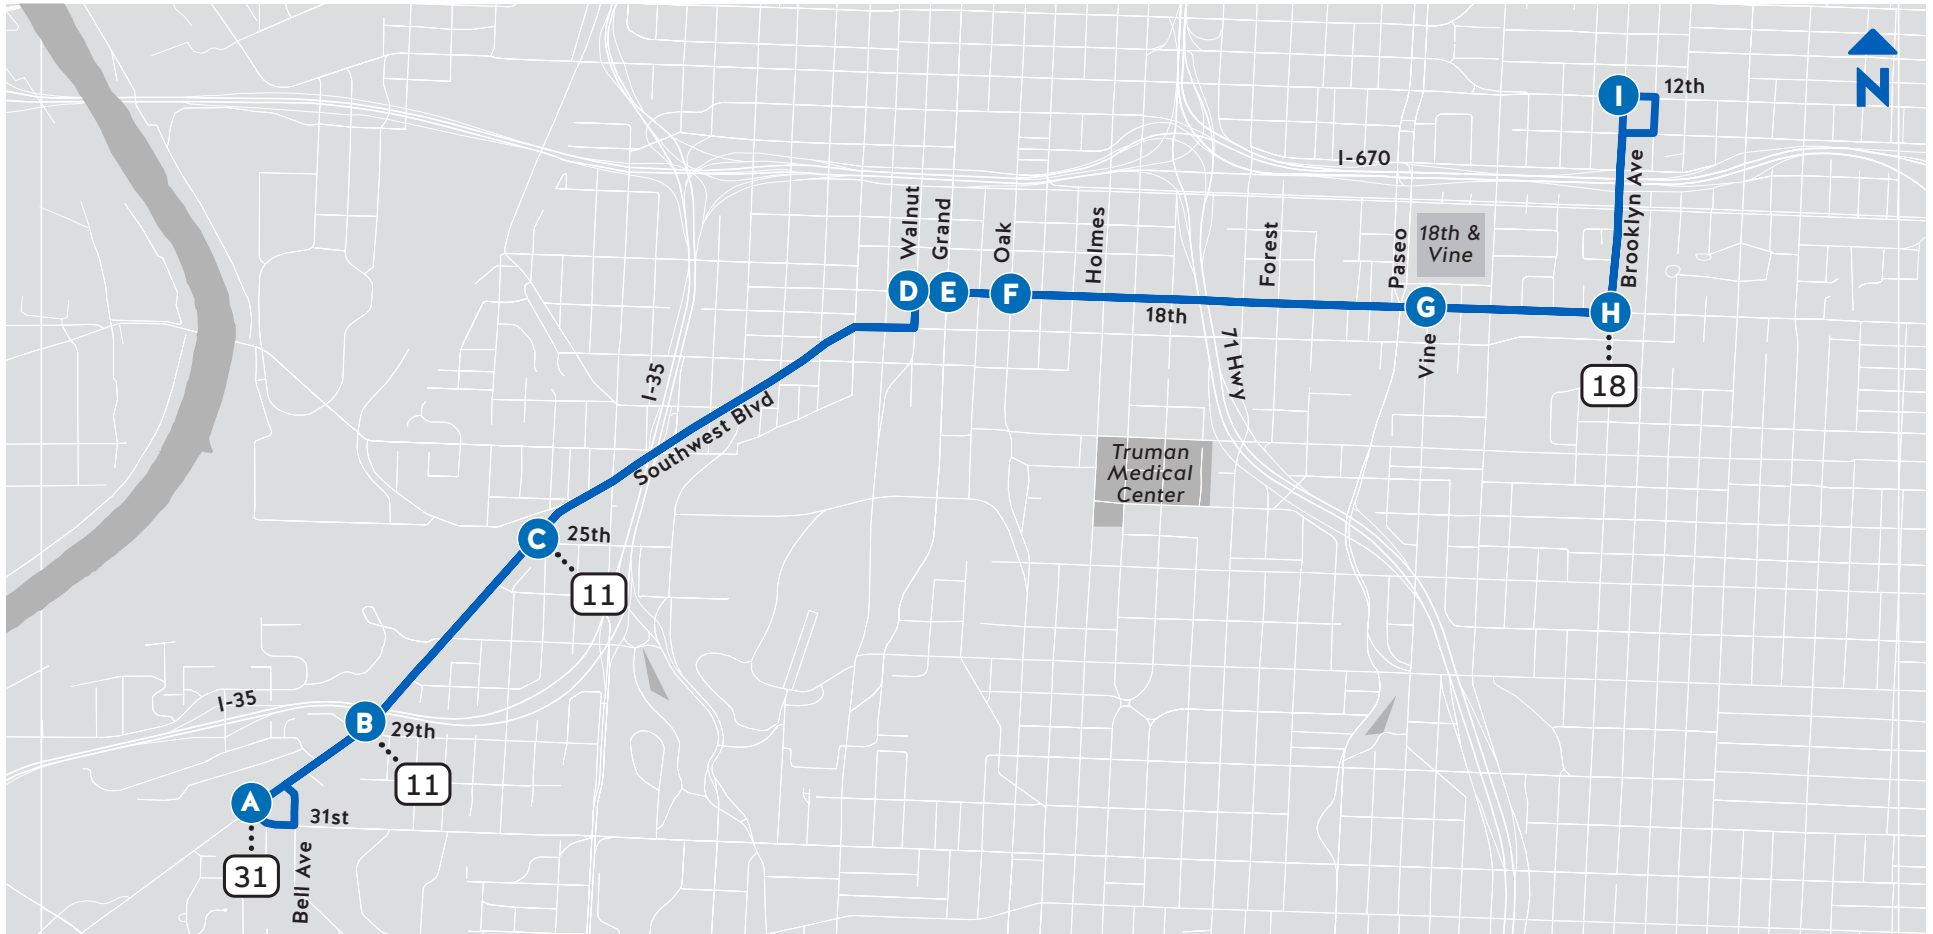 N
I
12th
I-670
Brooklyn Ave
Walnut
Grand
Oak
Holmes
Forest
Paseo
18th &
Vine
D
E
F
G
H
18th
Vine
71 Hwy
18
I-35
Southwest Blvd
Truman
Medical
Center
C
25th
11
I-35
B
29th
11
A
31st
31
Bell Ave